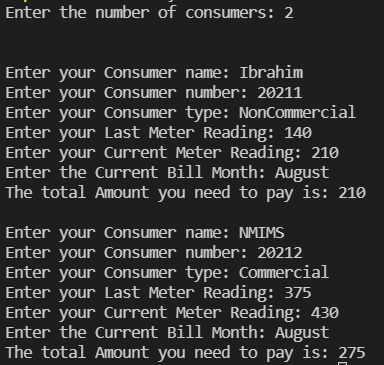 Enter the number of consumers: 2
Enter your Consumer name: Ibrahim
Enter your Consumer number: 20211
Enter your Consumer type: NonCommercial
Enter your Last Meter Reading: 140
Enter your Current Meter Reading: 210
Enter the Current Bill Month: August
The total Amount you need to pay is: 210
Enter your Consumer name: NMIMS
Enter your Consumer number: 20212
Enter your Consumer type: Commercial
Enter your Last Meter Reading: 375
Enter your Current Meter Reading: 430
Enter the Current Bill Month: August
The total Amount you need to pay is: 275